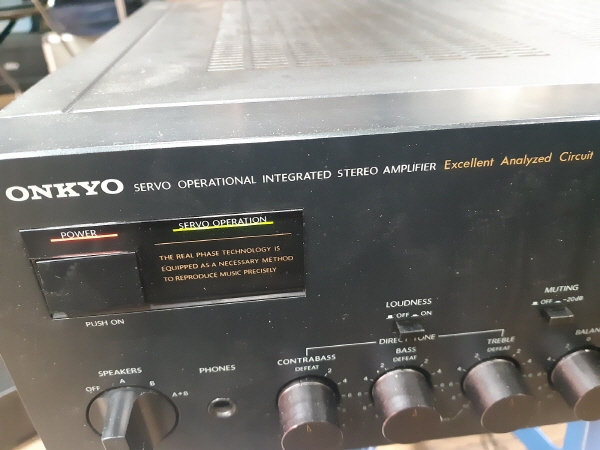 ONKYO SERVO OPERATIONAL INTEGRATED STEREO AMPLIFIER Excellent Analyzed Circuit
POWER SERVO OPERATION
THE REAL PHASE TECHNOLOGY IS
EQUIPPED AS A NECESSARY METHOD
TO REPRODUCE MUSIC PRECISELY
PUSH ON
LOUDNESS
OFF ON
MUTING
OFF -20dB
DIRECT TONE
SPEAKERS
OFF A B A+B
PHONES
CONTRABASS
DEFEAT
BASS
DEFEAT
TREBLE
DEFEAT